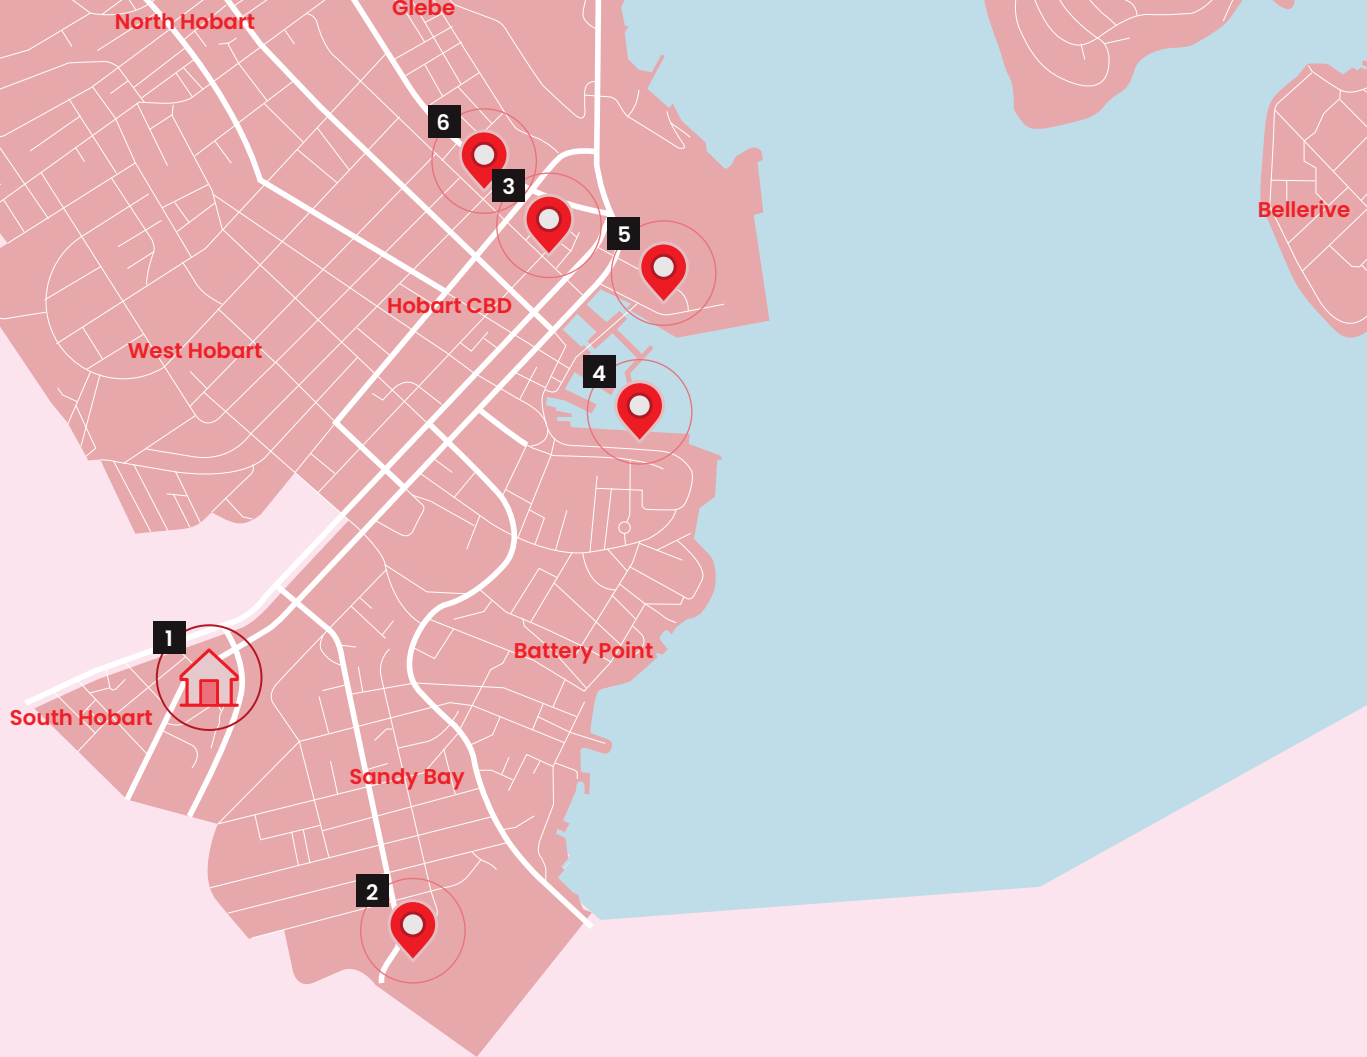 Glebe
North Hobart
6
3
Bellerive
5
Hobart CBD
West Hobart
4
1
Battery Point
South Hobart
Sandy Bay
2